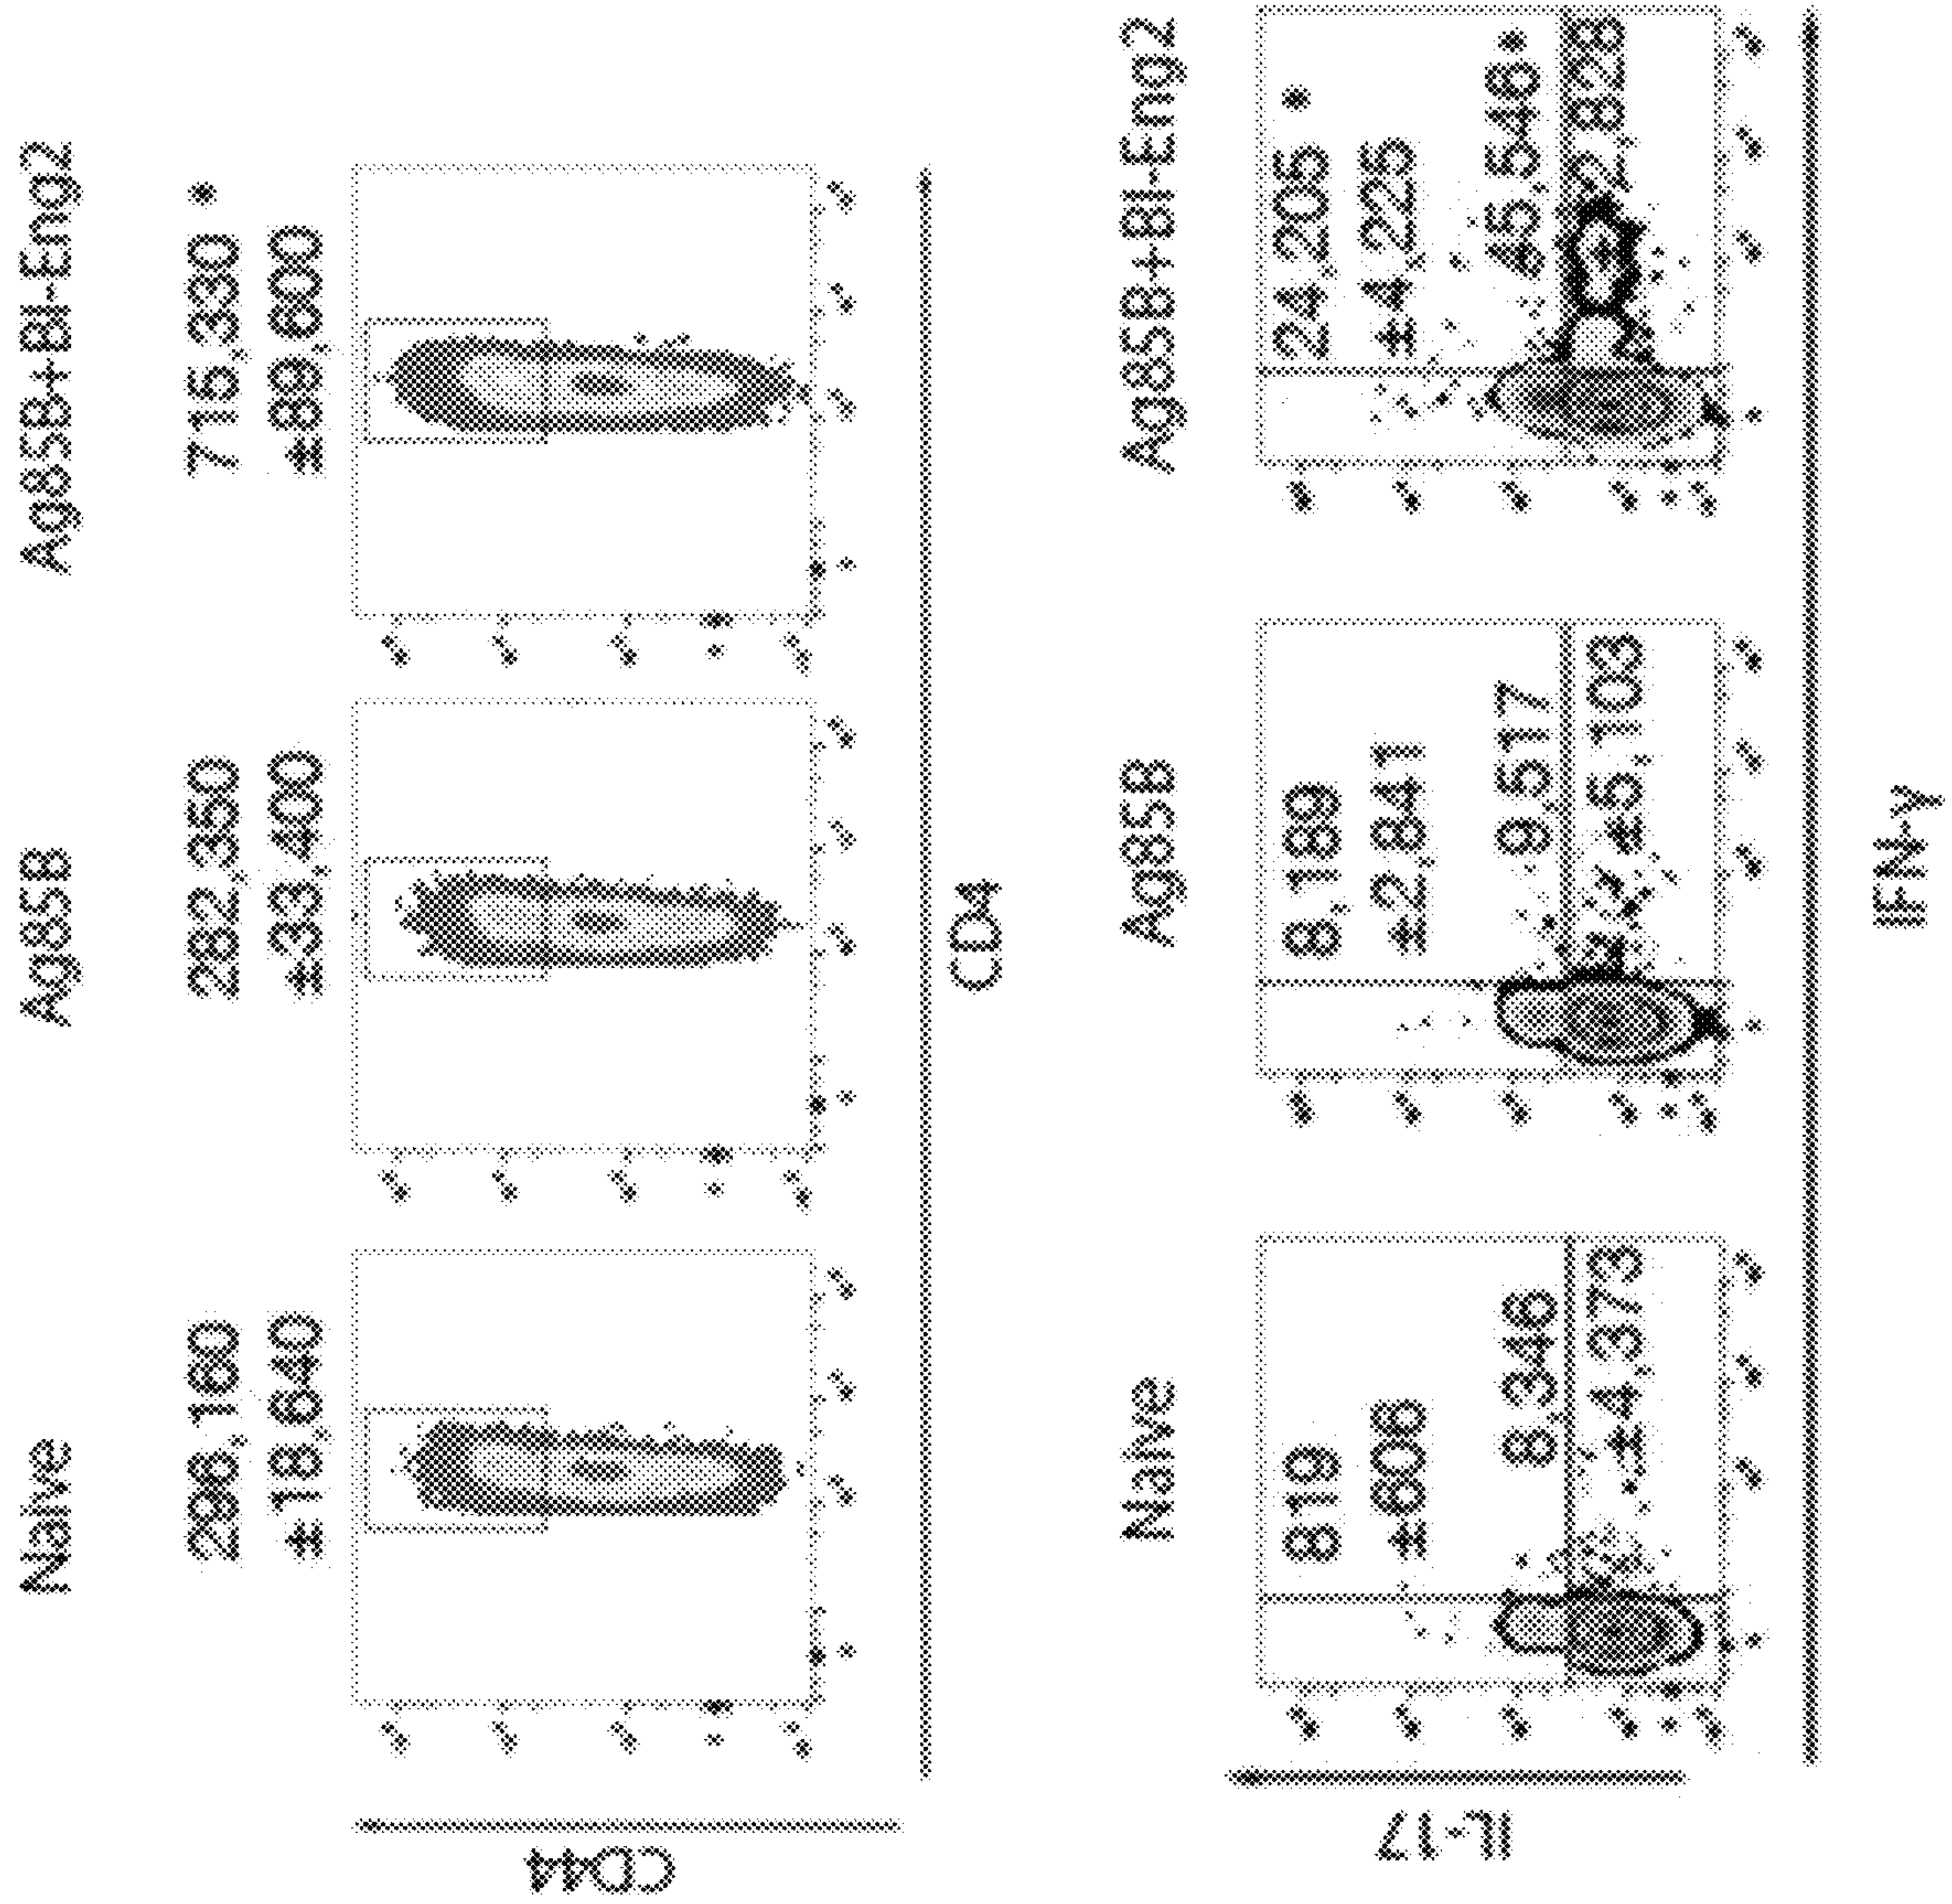 Naive
Ag85B
Ag85B+Bl-Eng2
296,160
±18,640
282,350
±33,400
715,330 *
±89,600
CD44
CD4
Naive
Ag85B
Ag85B+Bl-Eng2
819
±606
8,346
±4,373
8,189
±2,841
9,517
±5,103
24,205 *
±4,225
45,546*
IL-17
IFN-γ